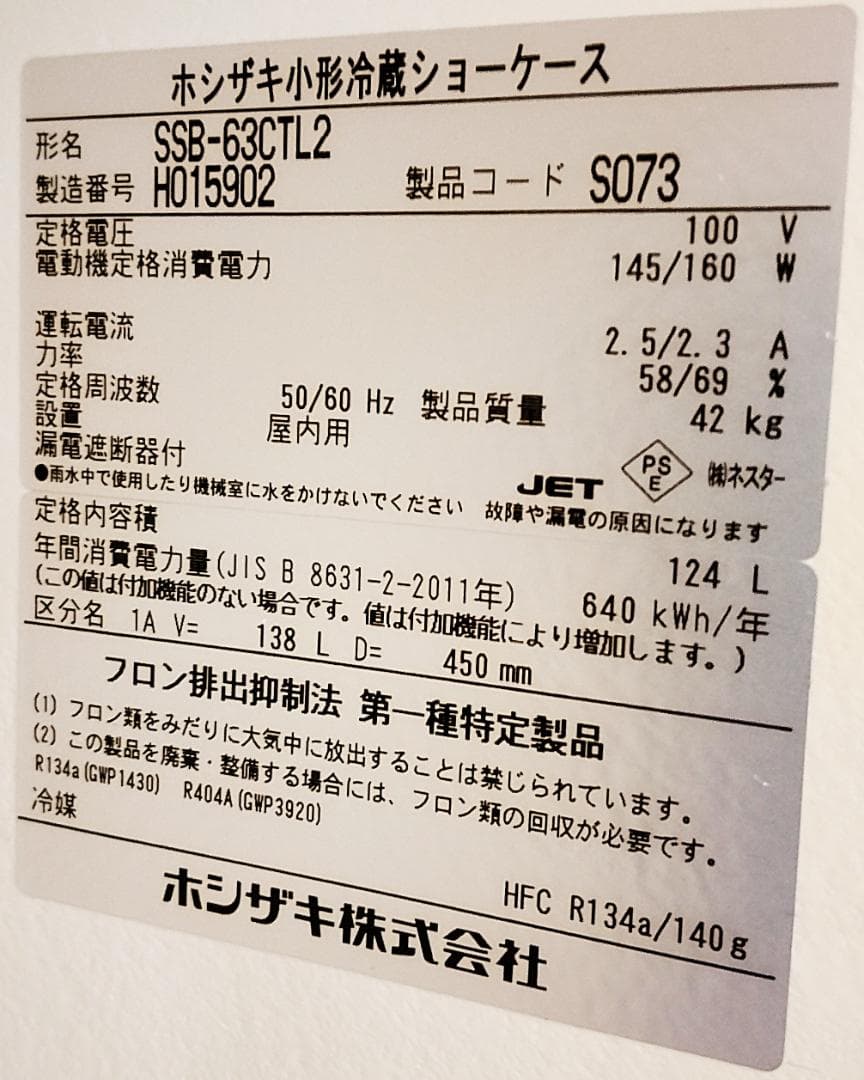 ホシザキ小形冷蔵ショーケース
形名 SSB-63CTL2
製造番号 H015902 製品コード S073
定格電圧 100 V
電動機定格消費電力 145/160 W
運転電流 2.5/2.3 A
力率 58/69 %
定格周波数 50/60 Hz 製品質量 42 kg
設置 屋内用
漏電遮断器付 JET PSE ㈱ネスター
●雨水中で使用したり機械室に水をかけないでください 故障や漏電の原因になります
定格内容積 124 L
年間消費電力量(JIS B 8631-2-2011年) 640 kWh/年
(この値は付加機能のない場合です。値は付加機能により増加します。)
区分名 1A V= 138 L D= 450 mm
フロン排出抑制法 第一種特定製品
(1) フロン類をみだりに大気中に放出することは禁じられています。
(2) この製品を廃棄・整備する場合には、フロン類の回収が必要です。
R134a(GWP1430) R404A(GWP3920)
冷媒 HFC R134a/140g
ホシザキ株式会社